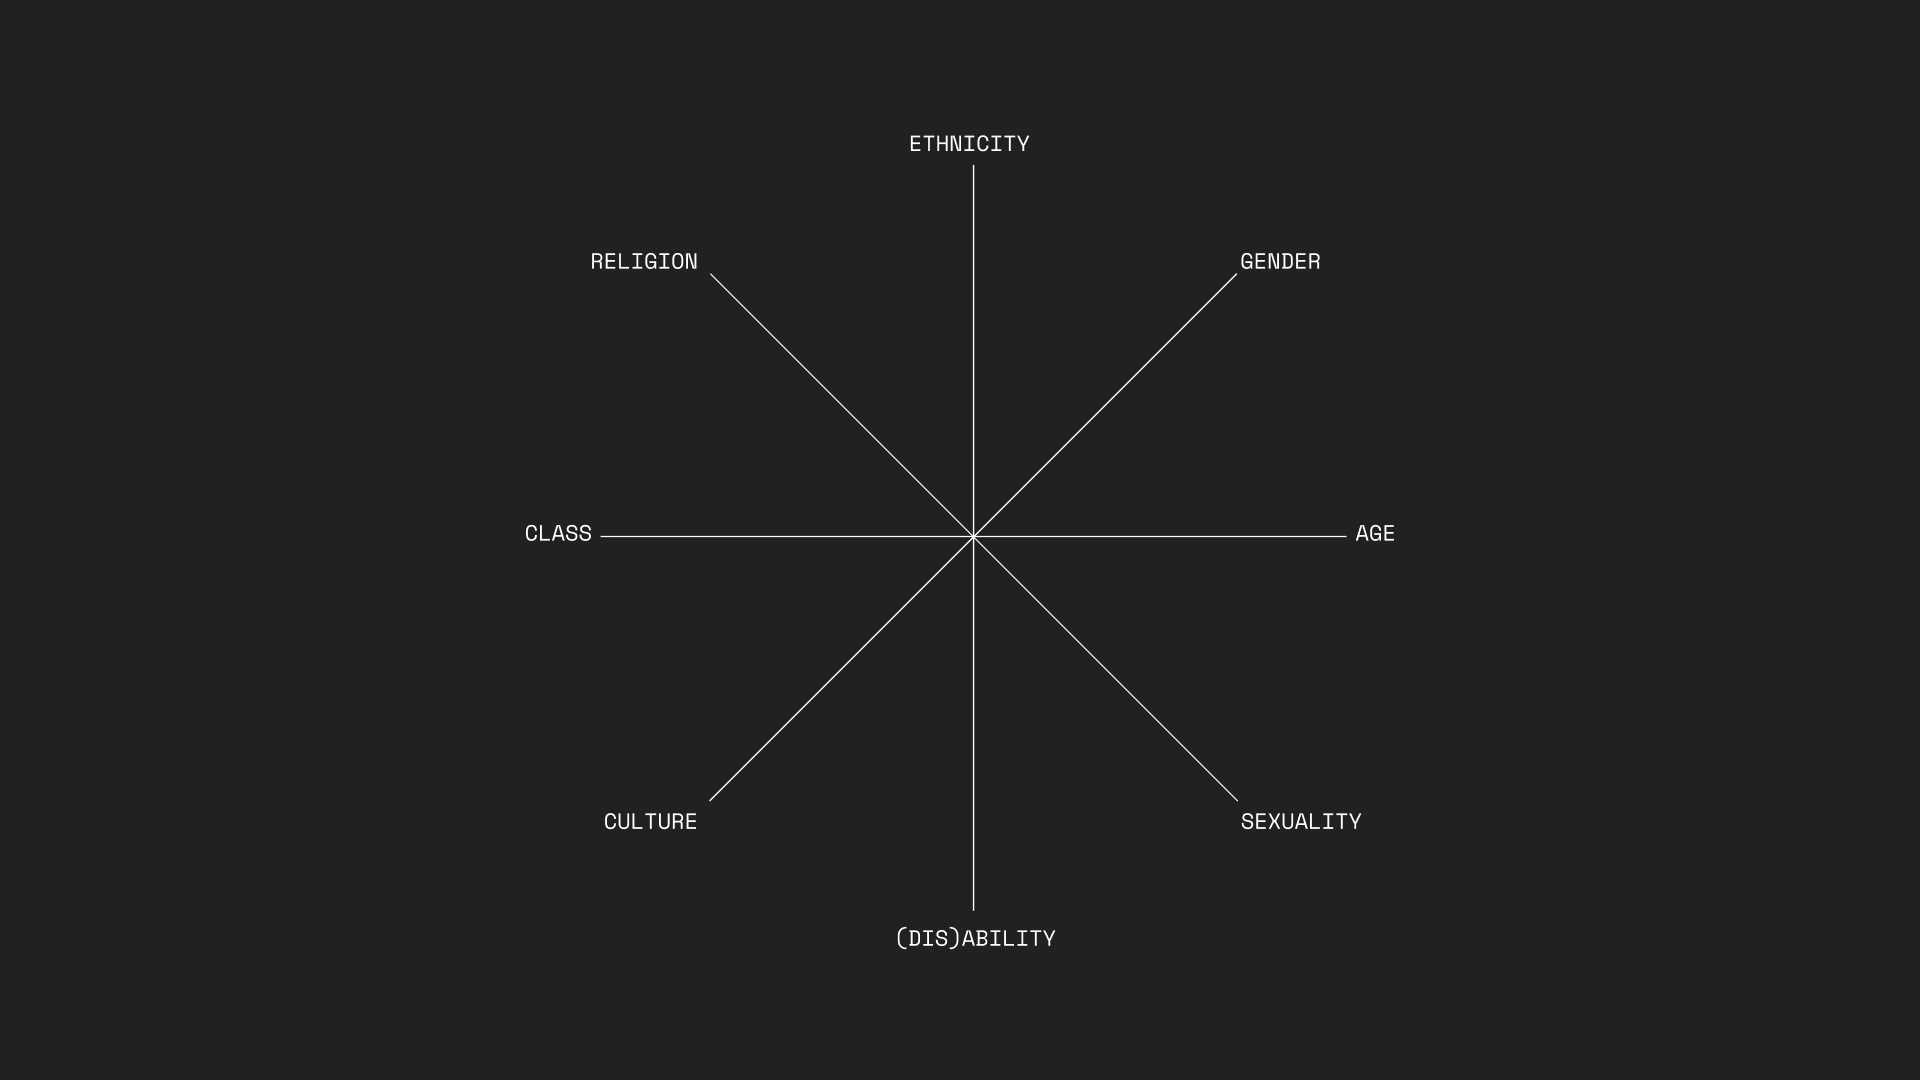 ETHNICITY
RELIGION
GENDER
CLASS
AGE
CULTURE
SEXUALITY
(DIS)ABILITY